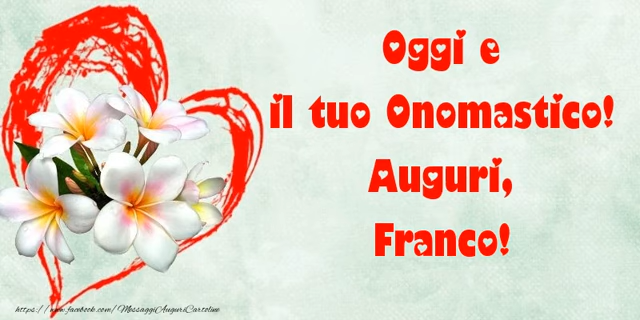 Oggi e
il tuo Onomastico!
Auguri,
Franco!
https://www.facebook.com/MessaggiAuguriCartoline